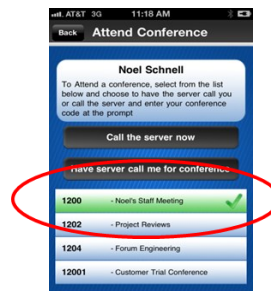 AT&T 3G 11:18 AM
Back Attend Conference
Noel Schnell
To Attend a conference, select from the list
below and choose to have the server call you
or call the server and enter your conference
code at the prompt
Call the server now
Have server call me for conference
1200 - Noel's Staff Meeting
1202 - Project Reviews
1204 - Forum Engineering
12001 - Customer Trial Conference